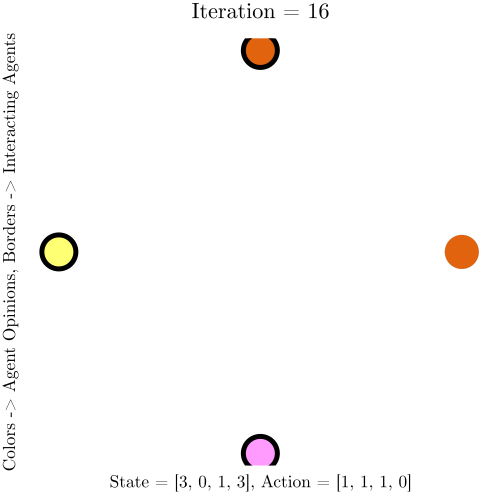 Iteration = 16
Colors -> Agent Opinions, Borders -> Interacting Agents
State = [3, 0, 1, 3], Action = [1, 1, 1, 0]